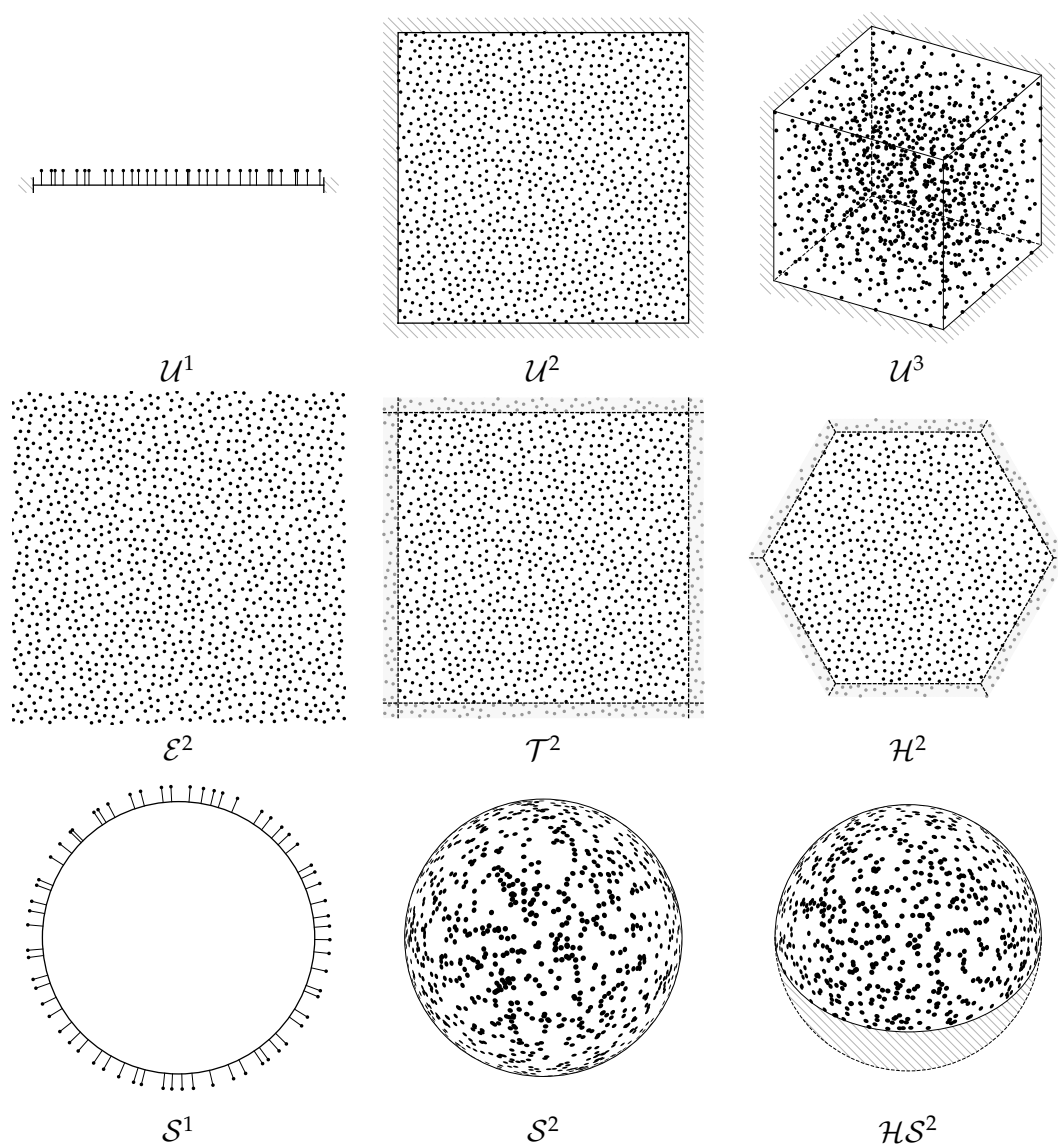 𝒰¹ 𝒰² 𝒰³
ℰ² 𝒯² ℋ²
𝒮¹ 𝒮² ℋ𝒮²